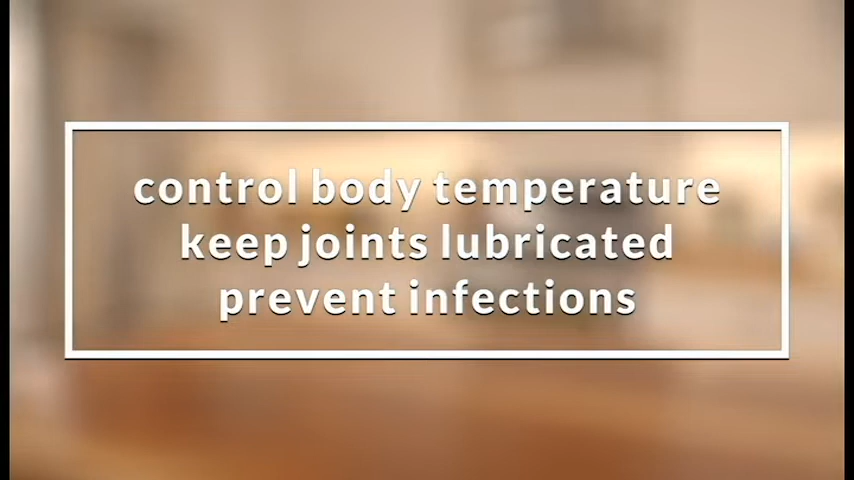 control body temperature
keep joints lubricated
prevent infections